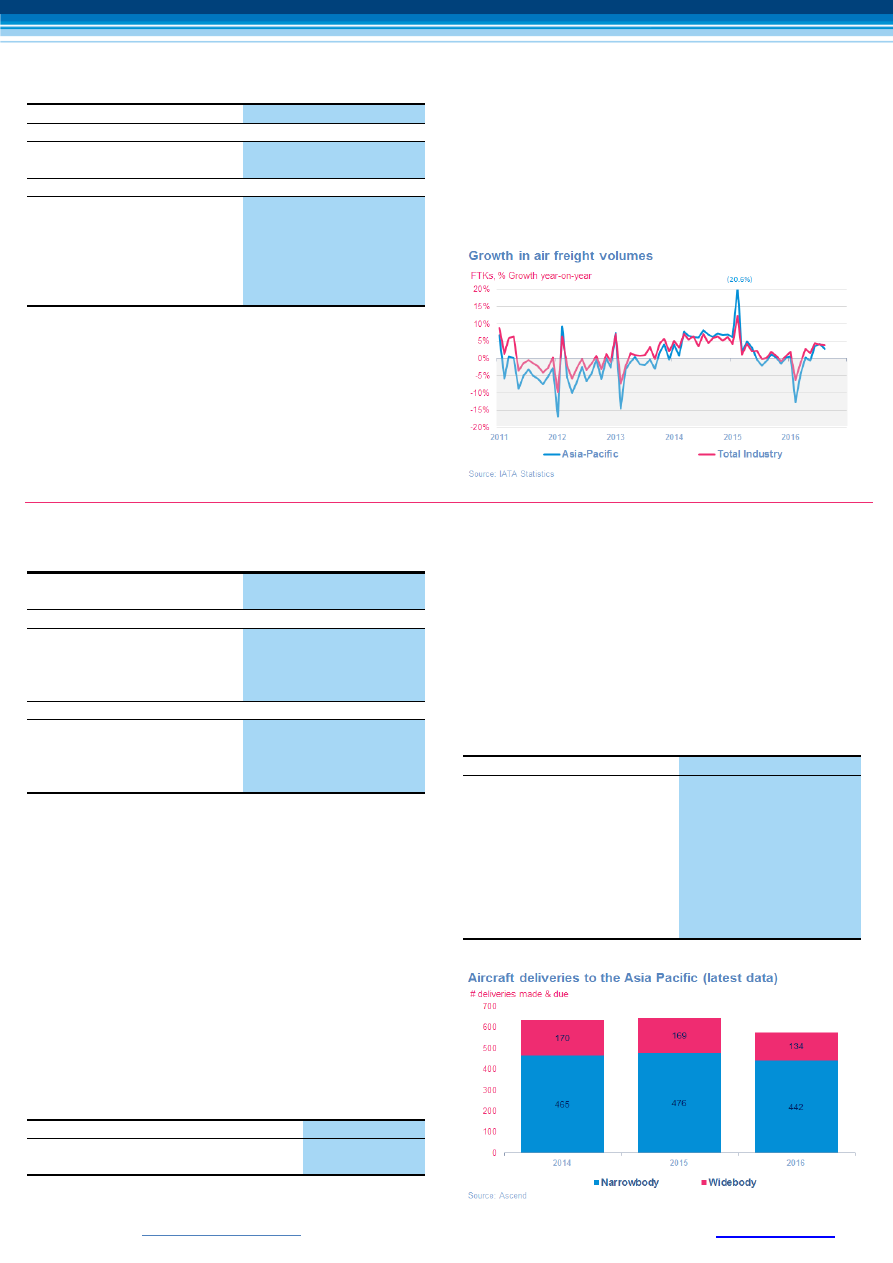 Growth in air freight volumes
FTKs, % Growth year-on-year
(20.6%)
20%
15%
10%
5%
0%
-5%
-10%
-15%
-20%
2011 2012 2013 2014 2015 2016
Asia-Pacific Total Industry
Source: IATA Statistics
Aircraft deliveries to the Asia Pacific (latest data)
# deliveries made & due
700
600
500
400
300
200
100
0
170 169 134
465 476 442
2014 2015 2016
Narrowbody Widebody
Source: Ascend